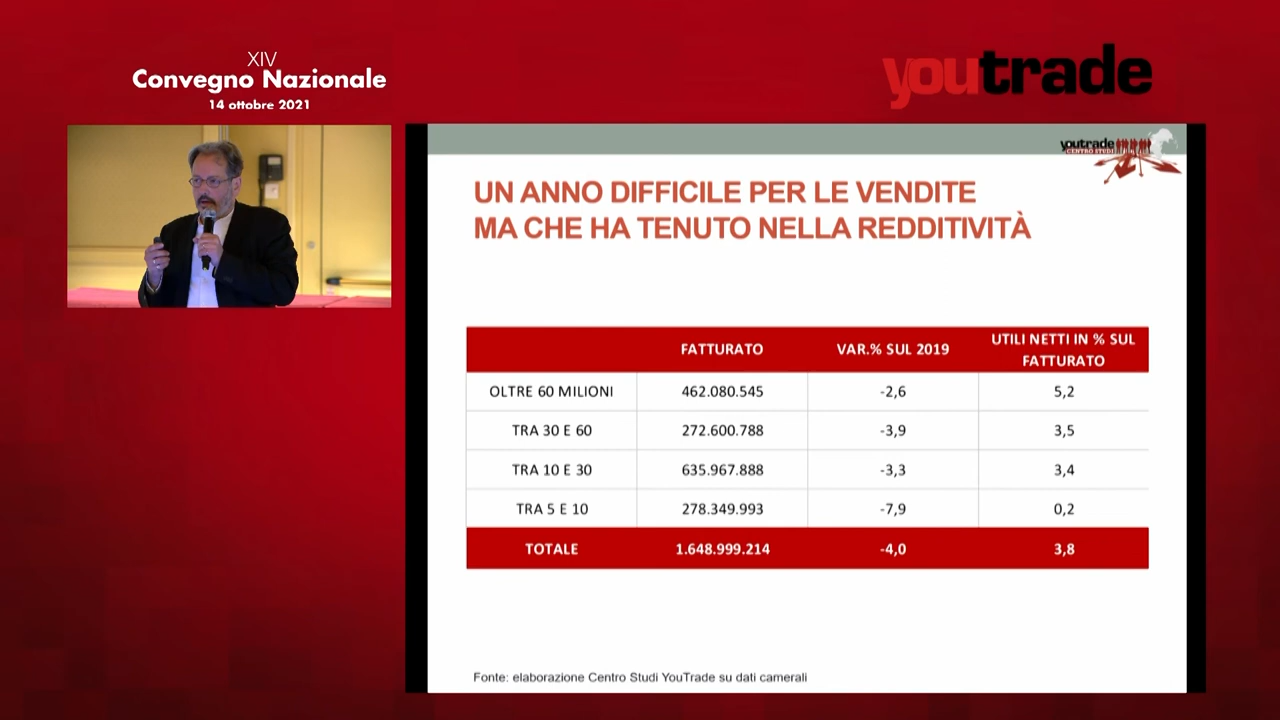 XIV
Convegno Nazionale
14 ottobre 2021
youtrade
youtrade
CENTRO STUDI
UN ANNO DIFFICILE PER LE VENDITE
MA CHE HA TENUTO NELLA REDDITIVITÀ
FATTURATO VAR.% SUL 2019 UTILI NETTI IN % SUL FATTURATO
OLTRE 60 MILIONI 462.080.545 -2,6 5,2
TRA 30 E 60 272.600.788 -3,9 3,5
TRA 10 E 30 635.967.888 -3,3 3,4
TRA 5 E 10 278.349.993 -7,9 0,2
TOTALE 1.648.999.214 -4,0 3,8
Fonte: elaborazione Centro Studi YouTrade su dati camerali